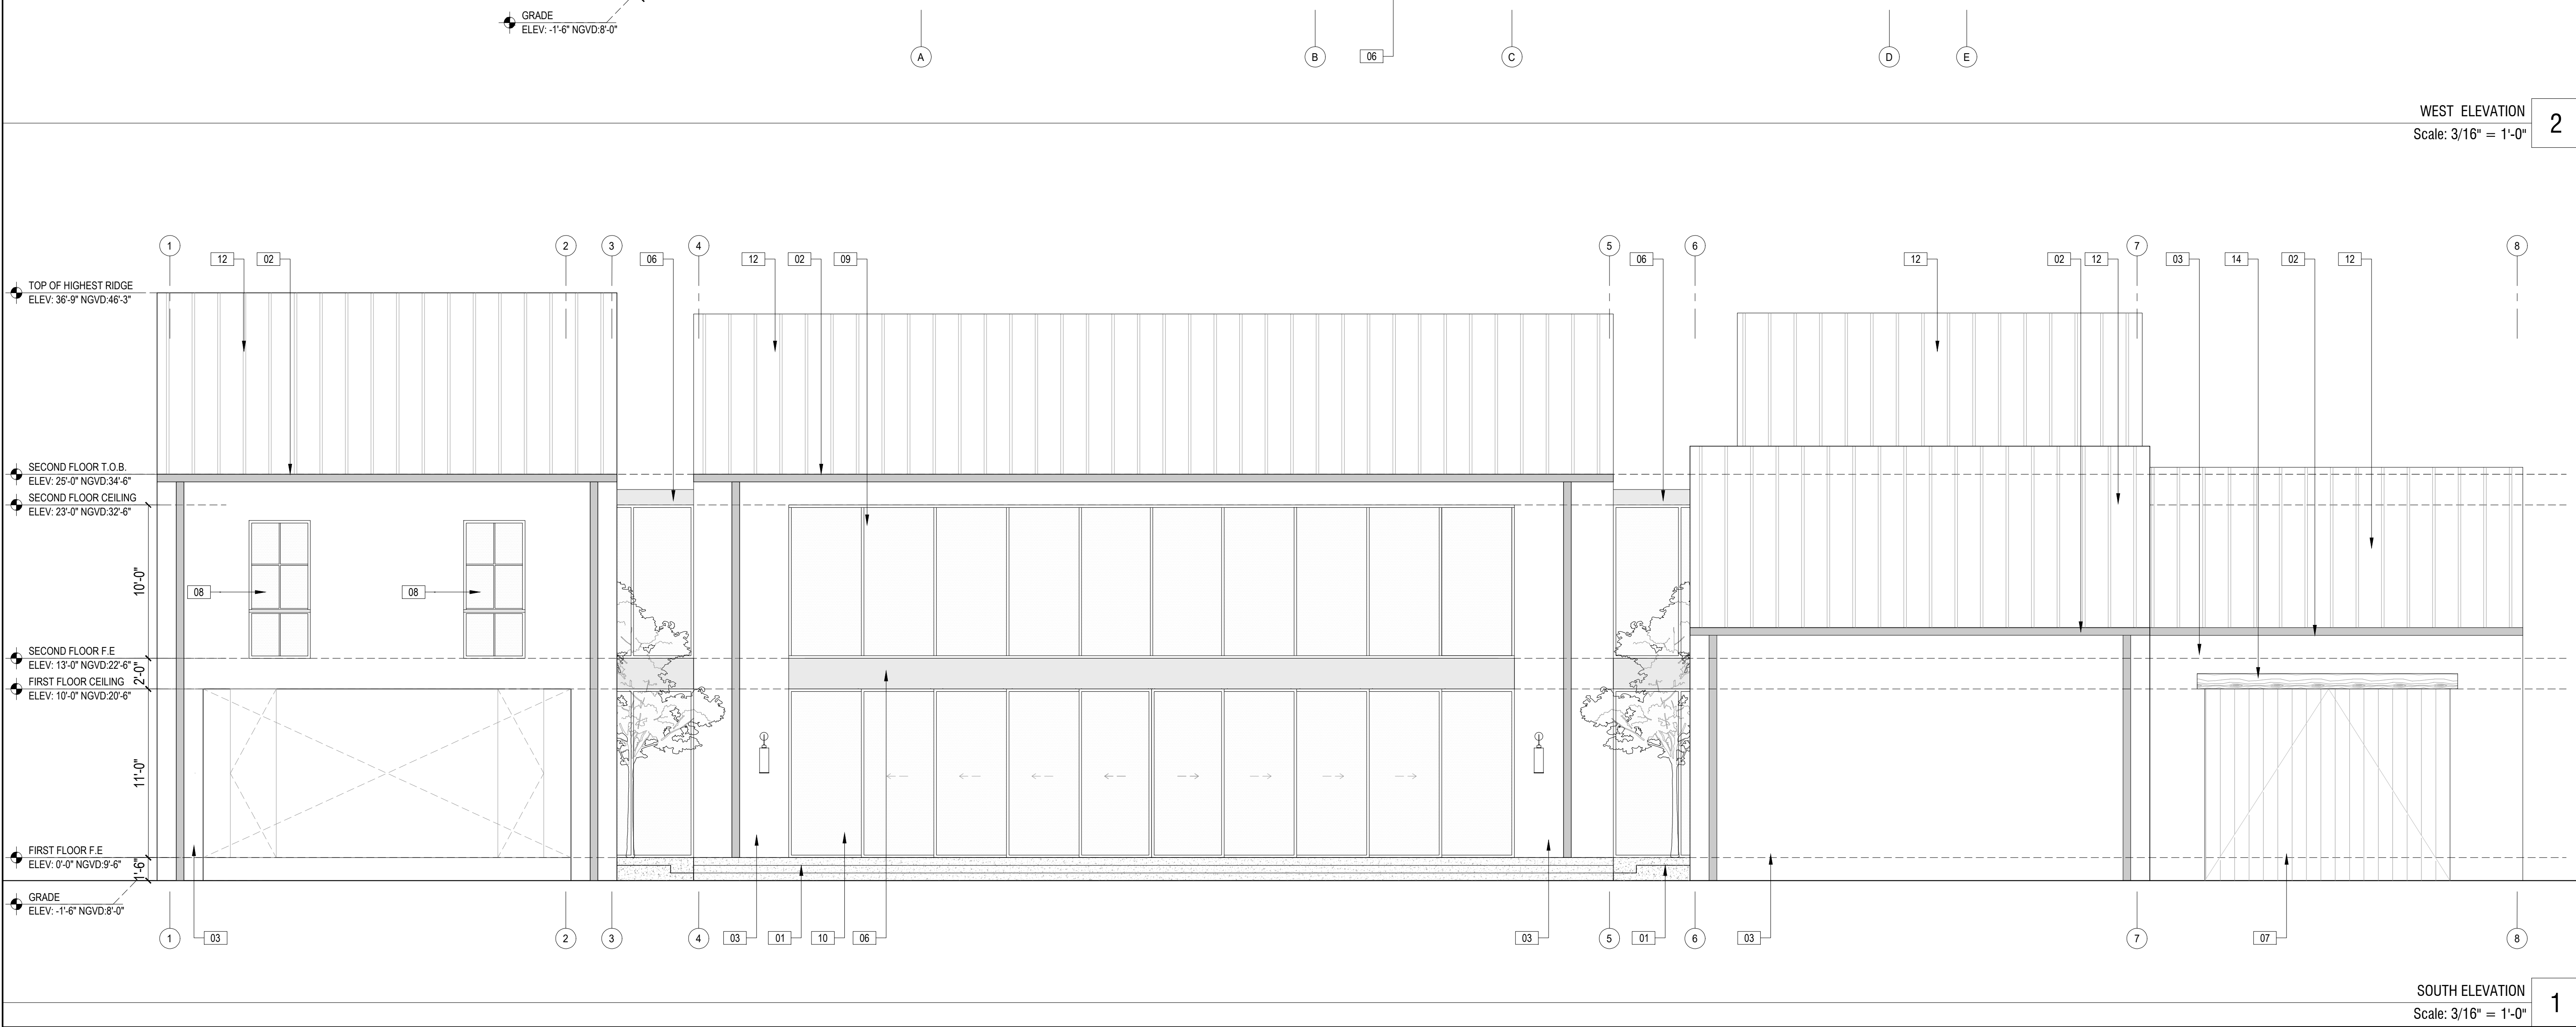 GRADE
ELEV: -1'-6" NGVD:8'-0"
A B 06 C D E
WEST ELEVATION
Scale: 3/16" = 1'-0"
2
1 2 3 4 5 6 7 8
12 02 06 12 02 09 06 12 02 12 03 14 02 12
TOP OF HIGHEST RIDGE
ELEV: 36'-9" NGVD:46'-3"
SECOND FLOOR T.O.B.
ELEV: 25'-0" NGVD:34'-6"
SECOND FLOOR CEILING
ELEV: 23'-0" NGVD:32'-6"
10'-0"
08 08
SECOND FLOOR F.E
ELEV: 13'-0" NGVD:22'-6"
2'-0"
FIRST FLOOR CEILING
ELEV: 10'-0" NGVD:20'-6"
11'-0"
FIRST FLOOR F.E
ELEV: 0'-0" NGVD:9'-6"
1'-6"
GRADE
ELEV: -1'-6" NGVD:8'-0"
1 03 2 3 4 03 01 10 06 03 5 01 6 03 7 07 8
SOUTH ELEVATION
Scale: 3/16" = 1'-0"
1